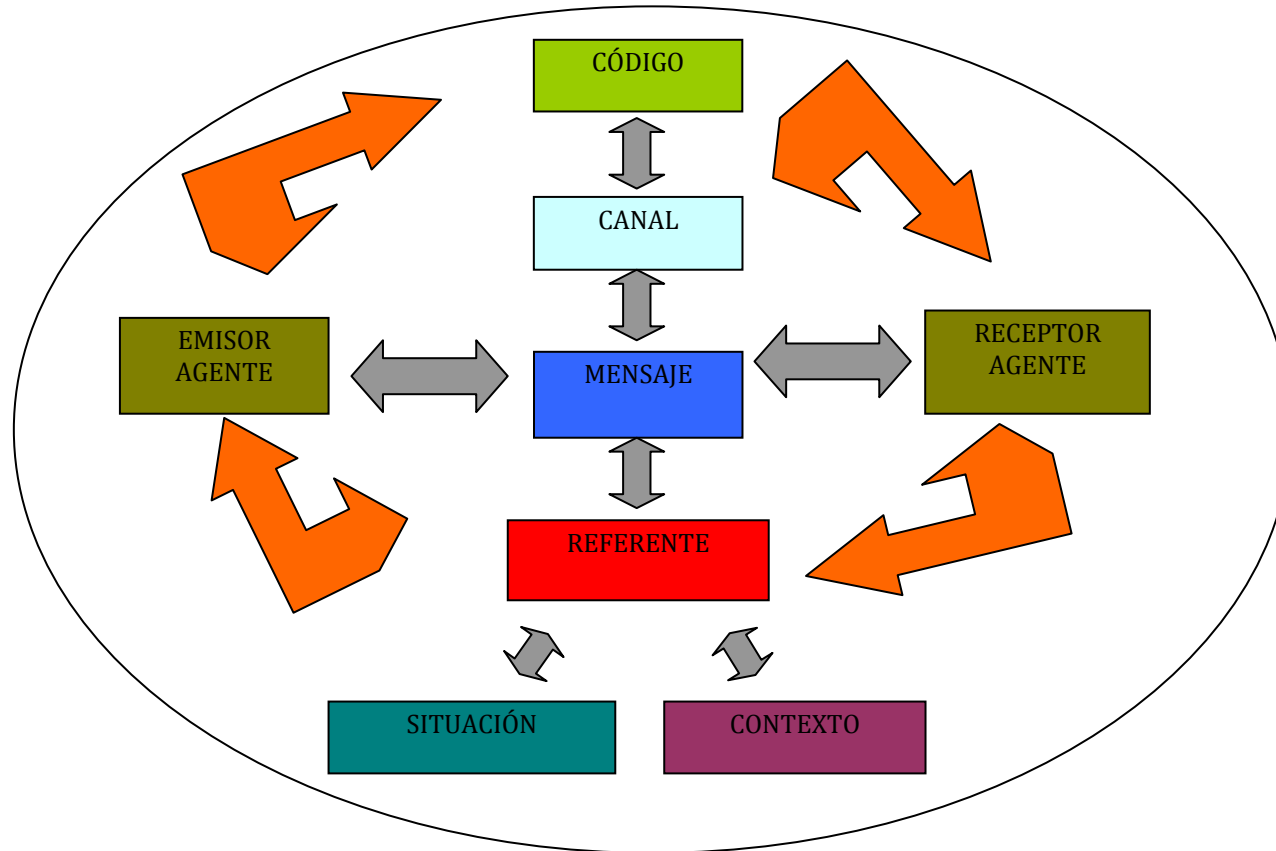 CÓDIGO
CANAL
EMISOR
AGENTE
MENSAJE
RECEPTOR
AGENTE
REFERENTE
SITUACIÓN
CONTEXTO